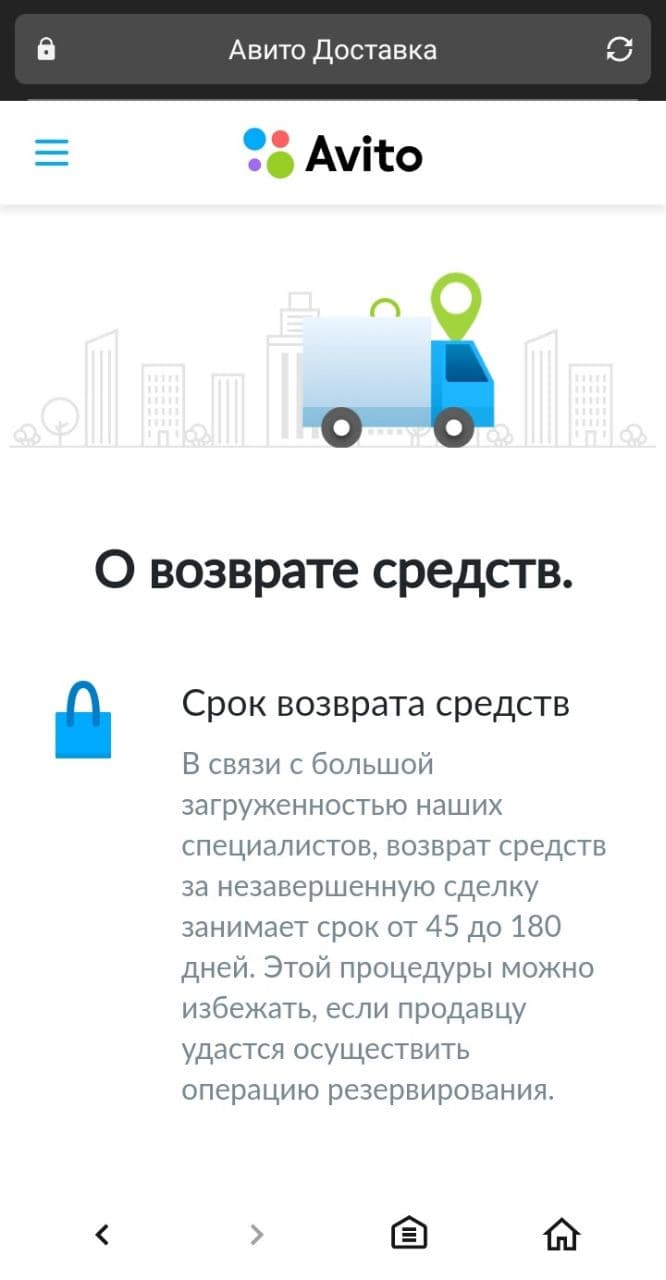 Авито Доставка
Avito
О возврате средств.
Срок возврата средств
В связи с большой
загруженностью наших
специалистов, возврат средств
за незавершенную сделку
занимает срок от 45 до 180
дней. Этой процедуры можно
избежать, если продавцу
удастся осуществить
операцию резервирования.